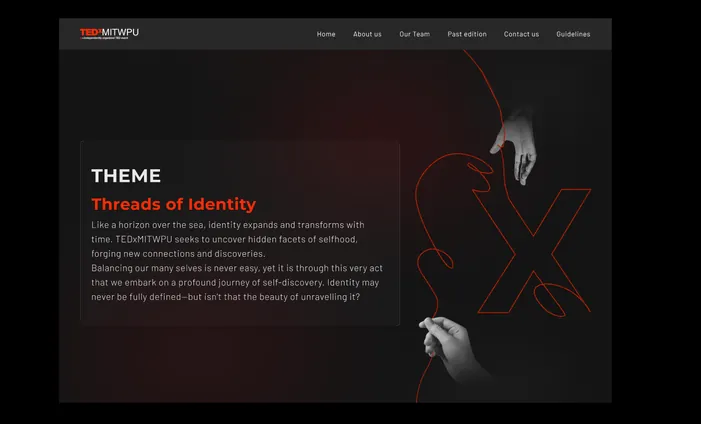 TEDxMITWPU
x = independently organized TED event
Home About us Our Team Past edition Contact us Guidelines
THEME
Threads of Identity
Like a horizon over the sea, identity expands and transforms with
time. TEDxMITWPU seeks to uncover hidden facets of selfhood,
forging new connections and discoveries.
Balancing our many selves is never easy, yet it is through this very act
that we embark on a profound journey of self-discovery. Identity may
never be fully defined—but isn't that the beauty of unravelling it?
X